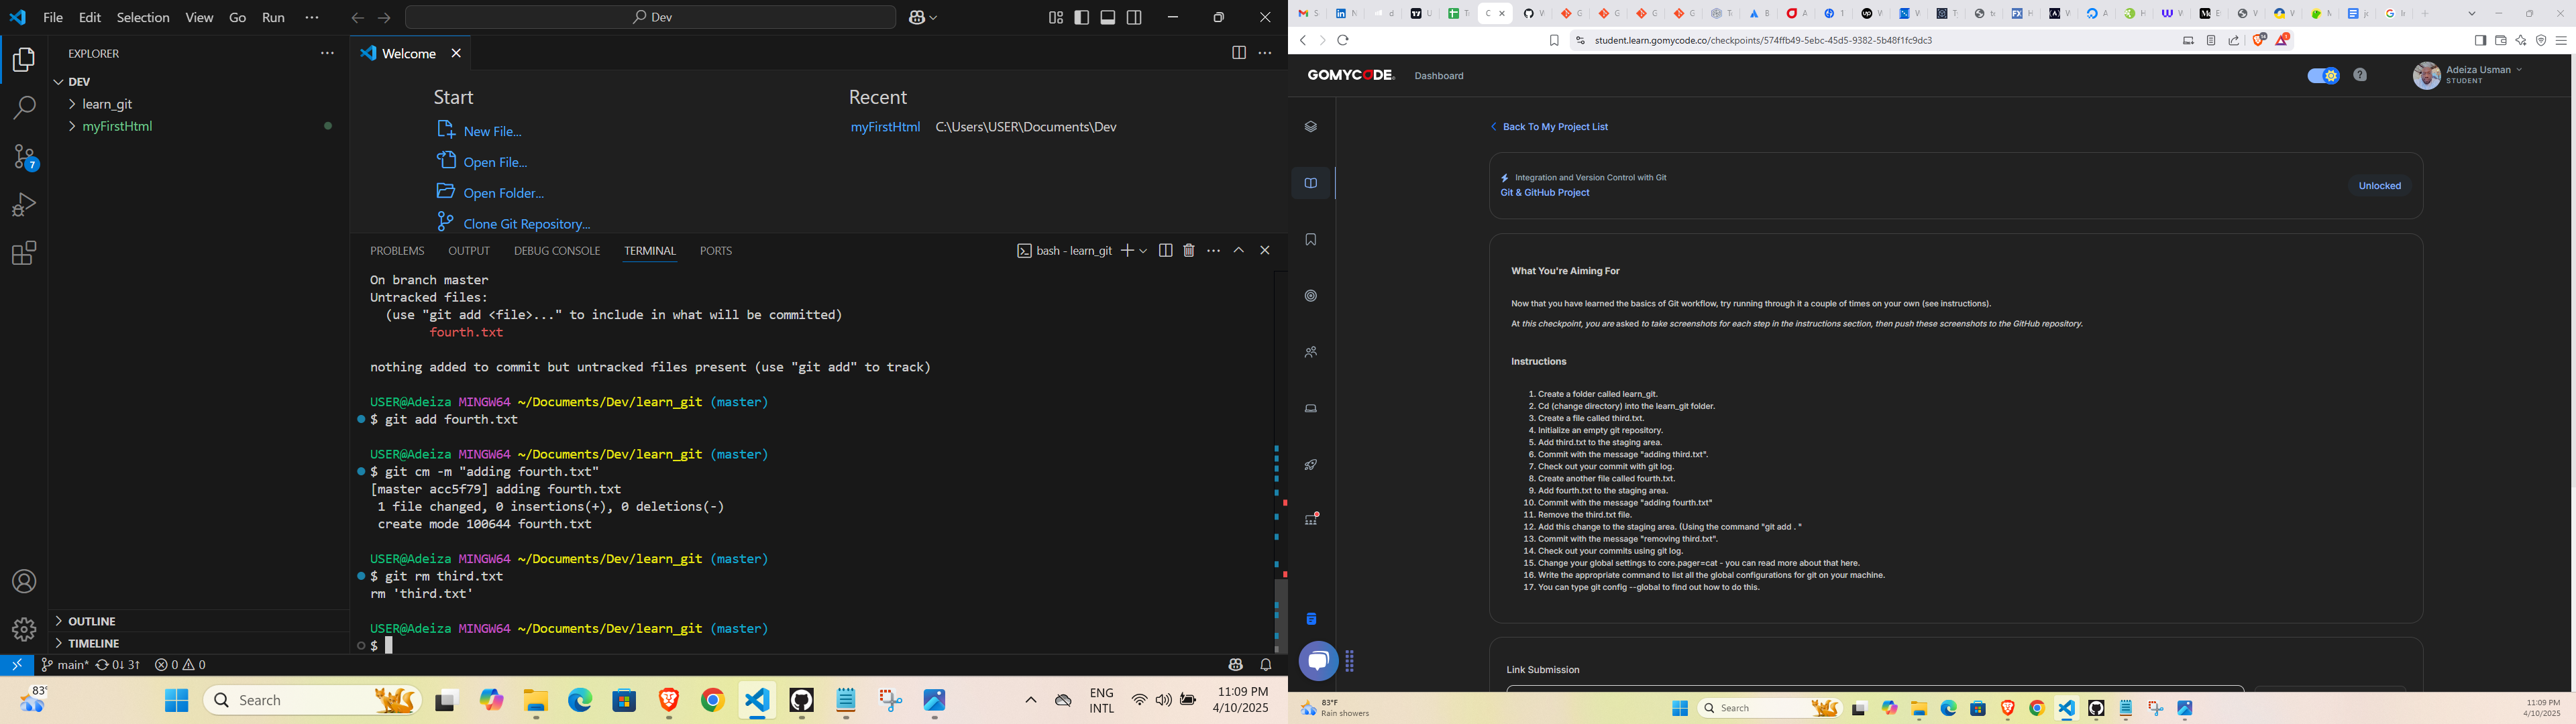 File Edit Selection View Go Run ...
Dev
EXPLORER
DEV
learn_git
myFirstHtml
7
OUTLINE
TIMELINE
Welcome
Start
New File...
Open File...
Open Folder...
Clone Git Repository...
Recent
myFirstHtml C:\Users\USER\Documents\Dev
PROBLEMS OUTPUT DEBUG CONSOLE TERMINAL PORTS
bash - learn_git
On branch master
Untracked files:
(use "git add <file>..." to include in what will be committed)
fourth.txt
nothing added to commit but untracked files present (use "git add" to track)
USER@Adeiza MINGW64 ~/Documents/Dev/learn_git (master)
$ git add fourth.txt
USER@Adeiza MINGW64 ~/Documents/Dev/learn_git (master)
$ git cm -m "adding fourth.txt"
[master acc5f79] adding fourth.txt
1 file changed, 0 insertions(+), 0 deletions(-)
create mode 100644 fourth.txt
USER@Adeiza MINGW64 ~/Documents/Dev/learn_git (master)
$ git rm third.txt
rm 'third.txt'
USER@Adeiza MINGW64 ~/Documents/Dev/learn_git (master)
$
main* 0↓ 3↑ 0 0
83°
Search
ENG
INTL
11:09 PM
4/10/2025
student.learn.gomycode.co/checkpoints/574ffb49-5ebc-45d5-9382-5b48f1fc9dc3
GOMYCODE
Dashboard
Adeiza Usman
STUDENT
Back To My Project List
Integration and Version Control with Git
Git & GitHub Project
Unlocked
What You're Aiming For
Now that you have learned the basics of Git workflow, try running through it a couple of times on your own (see instructions).
At this checkpoint, you are asked to take screenshots for each step in the instructions section, then push these screenshots to the GitHub repository.
Instructions
1. Create a folder called learn_git.
2. Cd (change directory) into the learn_git folder.
3. Create a file called third.txt.
4. Initialize an empty git repository.
5. Add third.txt to the staging area.
6. Commit with the message "adding third.txt".
7. Check out your commit with git log.
8. Create another file called fourth.txt.
9. Add fourth.txt to the staging area.
10. Commit with the message "adding fourth.txt"
11. Remove the third.txt file.
12. Add this change to the staging area. (Using the command "git add . "
13. Commit with the message "removing third.txt".
14. Check out your commits using git log.
15. Change your global settings to core.pager=cat - you can read more about that here.
16. Write the appropriate command to list all the global configurations for git on your machine.
17. You can type git config --global to find out how to do this.
Link Submission
83°F
Rain showers
Search
11:09 PM
4/10/2025